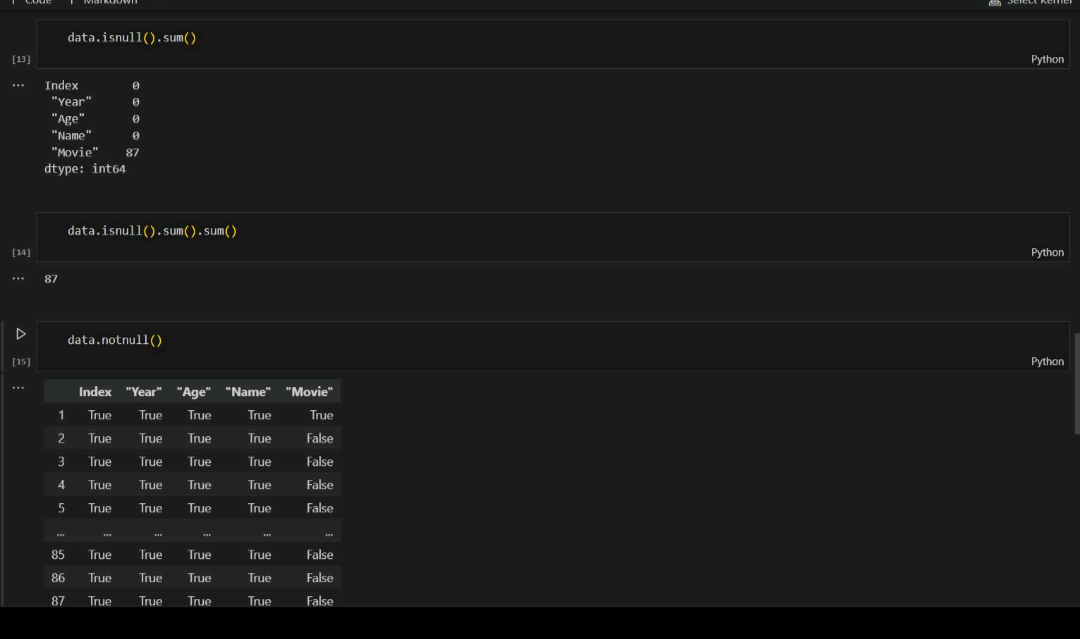 + Code + Markdown
Select Kernel
data.isnull().sum()
[13]
Python
... Index 0
"Year" 0
"Age" 0
"Name" 0
"Movie" 87
dtype: int64
data.isnull().sum().sum()
[14]
Python
... 87
data.notnull()
[15]
Python
... Index "Year" "Age" "Name" "Movie"
1 True True True True True
2 True True True True False
3 True True True True False
4 True True True True False
5 True True True True False
... ... ... ... ... ...
85 True True True True False
86 True True True True False
87 True True True True False